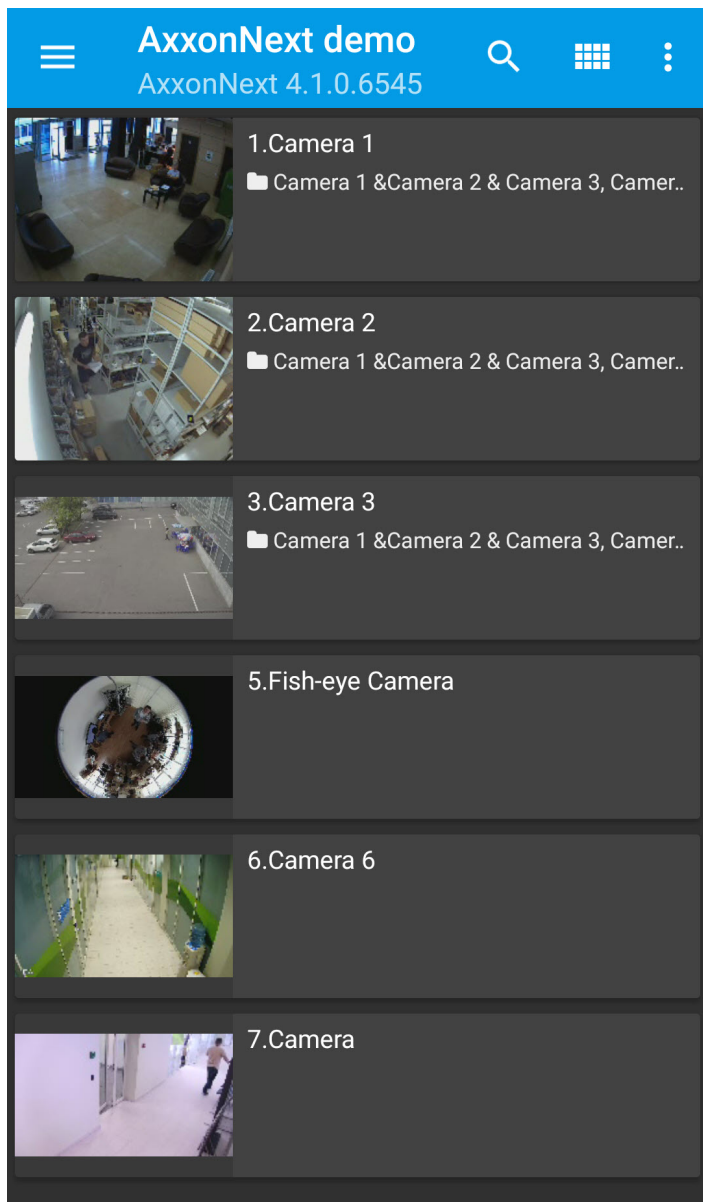 AxxonNext demo
AxxonNext 4.1.0.6545
1.Camera 1
Camera 1 &Camera 2 & Camera 3, Camer..
2.Camera 2
Camera 1 &Camera 2 & Camera 3, Camer..
3.Camera 3
Camera 1 &Camera 2 & Camera 3, Camer..
5.Fish-eye Camera
6.Camera 6
7.Camera